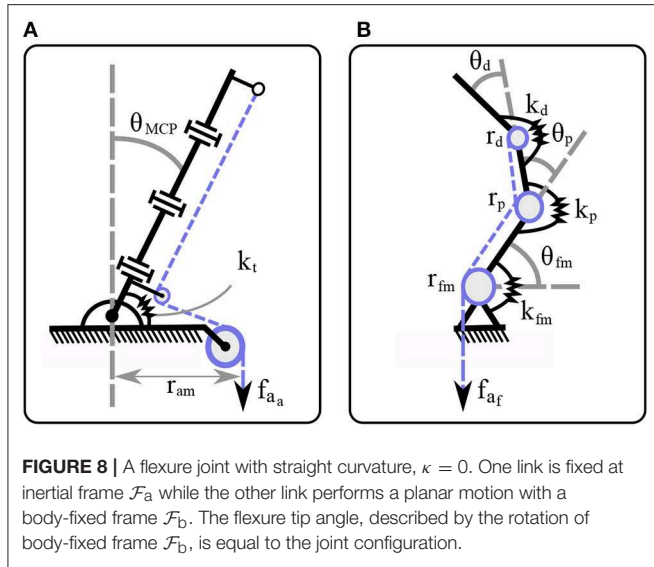 A
B
θMCP
kt
ram
faa
θd
kd
rd
θp
rp
kp
θfm
rfm
kfm
faf
FIGURE 8 | A flexure joint with straight curvature, κ = 0. One link is fixed at
inertial frame Fa while the other link performs a planar motion with a
body-fixed frame Fb. The flexure tip angle, described by the rotation of
body-fixed frame Fb, is equal to the joint configuration.